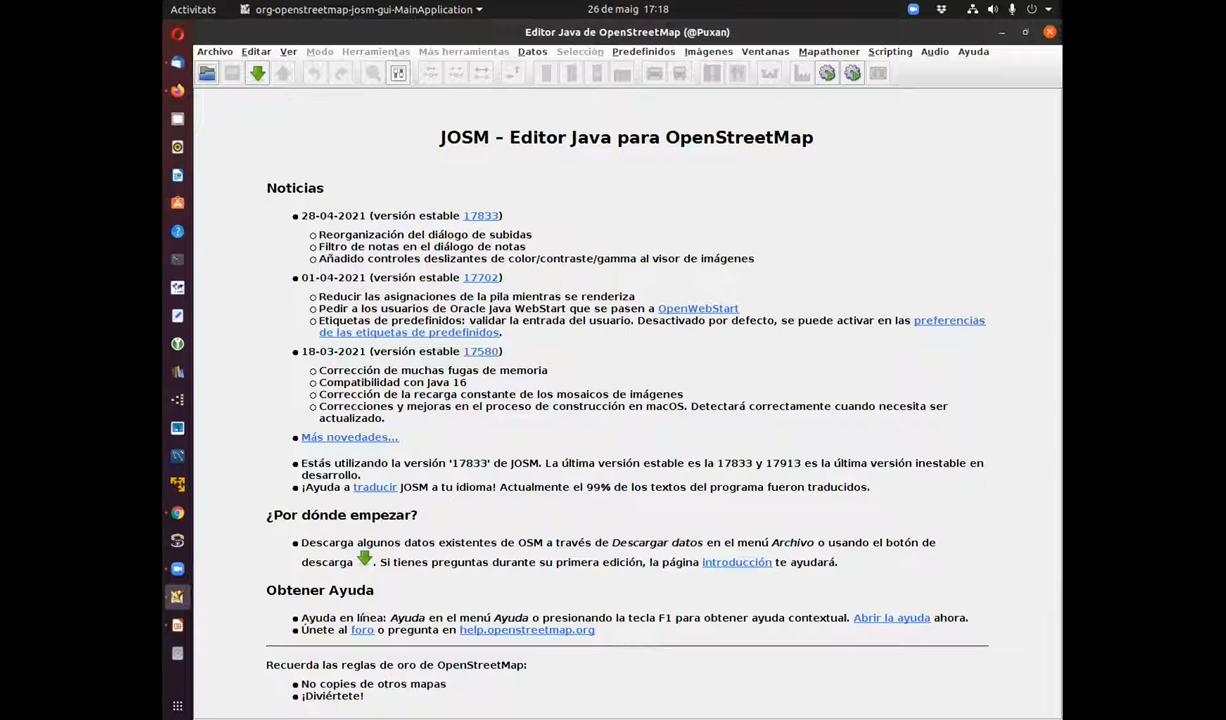 Activitats
org-openstreetmap-josm-gui-MainApplication
26 de maig 17:18
Editor Java de OpenStreetMap (@Puxan)
Archivo Editar Ver Modo Herramientas Más herramientas Datos Selección Predefinidos Imágenes Ventanas Mapathoner Scripting Audio Ayuda
JOSM – Editor Java para OpenStreetMap
Noticias
28-04-2021 (versión estable 17833)
Reorganización del diálogo de subidas
Filtro de notas en el diálogo de notas
Añadido controles deslizantes de color/contraste/gamma al visor de imágenes
01-04-2021 (versión estable 17702)
Reducir las asignaciones de la pila mientras se renderiza
Pedir a los usuarios de Oracle Java WebStart que se pasen a OpenWebStart
Etiquetas de predefinidos: validar la entrada del usuario. Desactivado por defecto, se puede activar en las preferencias
de las etiquetas de predefinidos.
18-03-2021 (versión estable 17580)
Corrección de muchas fugas de memoria
Compatibilidad con Java 16
Corrección de la recarga constante de los mosaicos de imágenes
Correcciones y mejoras en el proceso de construcción en macOS. Detectará correctamente cuando necesita ser
actualizado.
Más novedades...
Estás utilizando la versión '17833' de JOSM. La última versión estable es la 17833 y 17913 es la última versión inestable en
desarrollo.
¡Ayuda a traducir JOSM a tu idioma! Actualmente el 99% de los textos del programa fueron traducidos.
¿Por dónde empezar?
Descarga algunos datos existentes de OSM a través de Descargar datos en el menú Archivo o usando el botón de
descarga . Si tienes preguntas durante su primera edición, la página introducción te ayudará.
Obtener Ayuda
Ayuda en línea: Ayuda en el menú Ayuda o presionando la tecla F1 para obtener ayuda contextual. Abrir la ayuda ahora.
Únete al foro o pregunta en help.openstreetmap.org
Recuerda las reglas de oro de OpenStreetMap:
No copies de otros mapas
¡Diviértete!